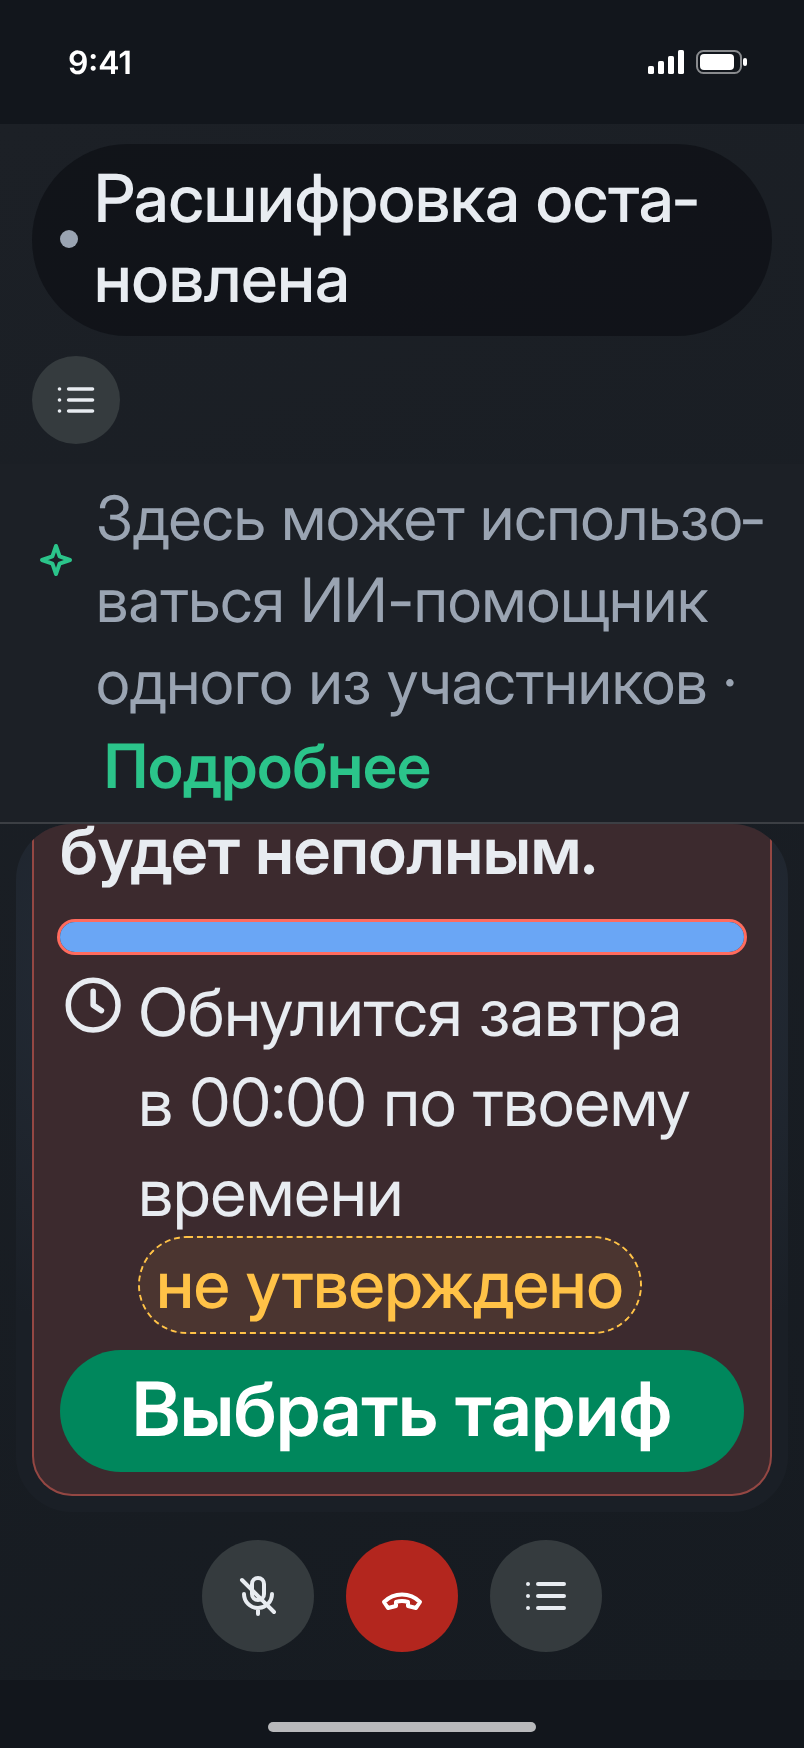 9:41
Расшифровка оста-
новлена
Здесь может использо-
ваться ИИ-помощник
одного из участников ·
Подробнее
будет неполным.
Обнулится завтра
в 00:00 по твоему
времени
не утверждено
Выбрать тариф